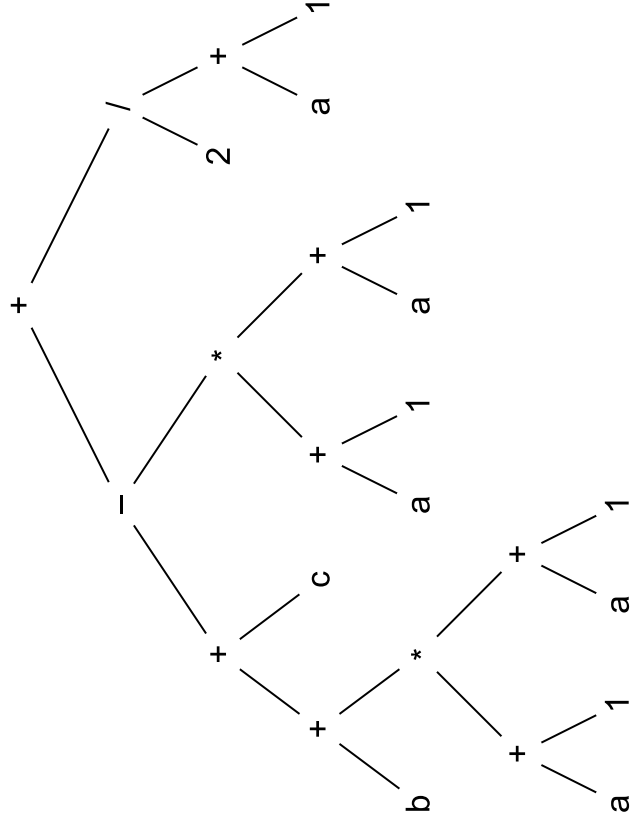 +
– /
+ * 2 +
+ c + + a 1
b * a 1 a 1
+ +
a 1 a 1